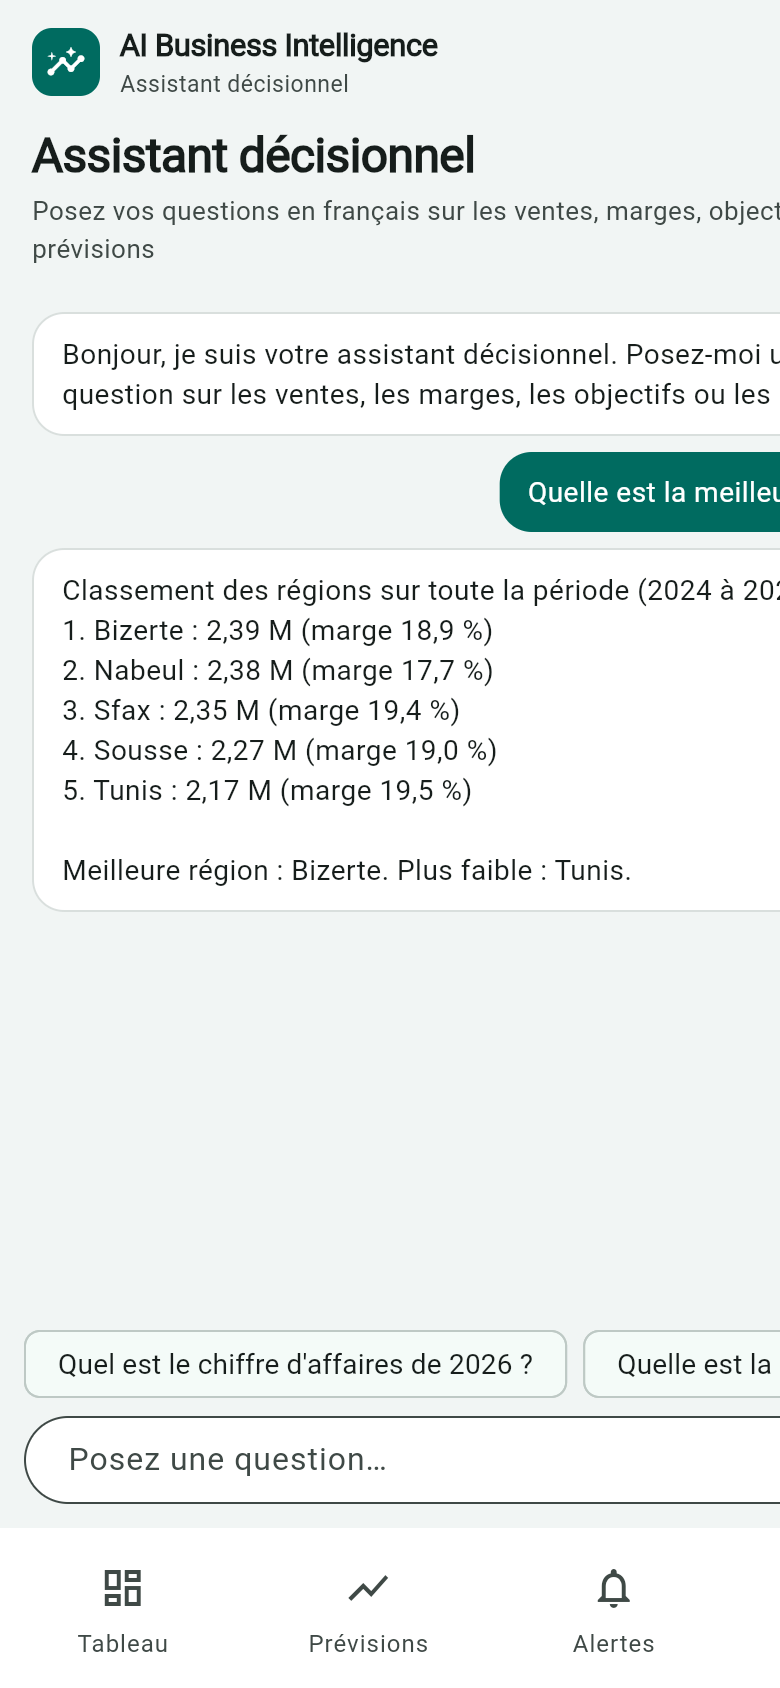 AI Business Intelligence
Assistant décisionnel
Assistant décisionnel
Posez vos questions en français sur les ventes, marges,
prévisions
Bonjour, je suis votre assistant décisionnel. Posez-moi
question sur les ventes, les marges, les objectifs ou les
Quelle est la
Classement des régions sur toute la période (2024 à
1. Bizerte : 2,39 M (marge 18,9 %)
2. Nabeul : 2,38 M (marge 17,7 %)
3. Sfax : 2,35 M (marge 19,4 %)
4. Sousse : 2,27 M (marge 19,0 %)
5. Tunis : 2,17 M (marge 19,5 %)
Meilleure région : Bizerte. Plus faible : Tunis.
Quel est le chiffre d'affaires de 2026 ?
Quelle est la
Posez une question…
Tableau
Prévisions
Alertes